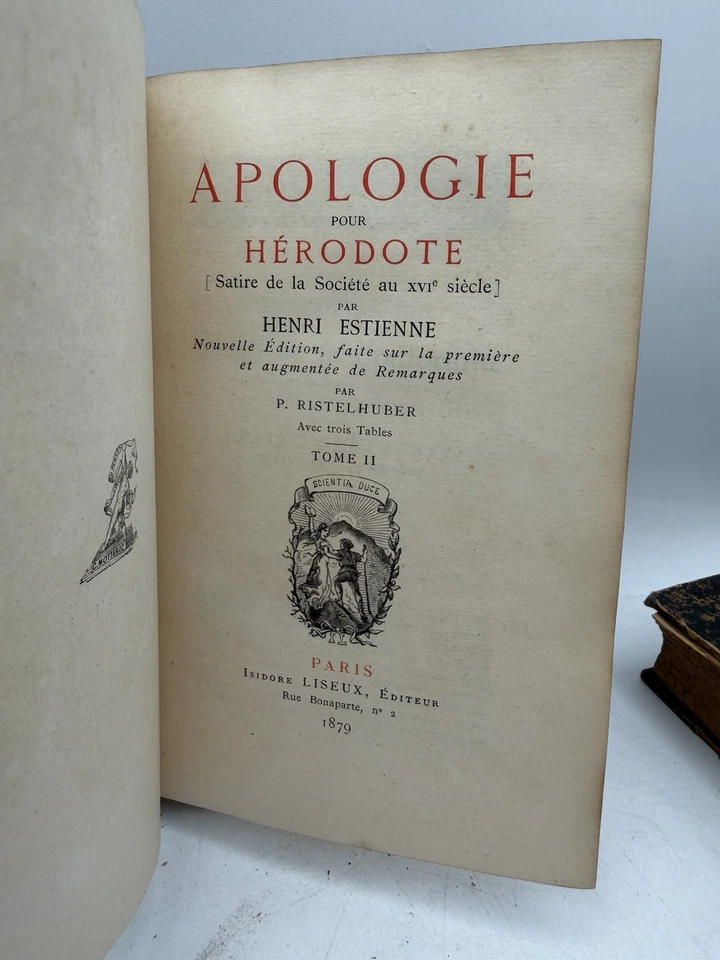 G. MOTTEROZ
APOLOGIE
POUR
HÉRODOTE
[Satire de la Société au XVIe siècle]
PAR
HENRI ESTIENNE
Nouvelle Édition, faite sur la première
et augmentée de Remarques
PAR
P. RISTELHUBER
Avec trois Tables
TOME II
SCIENTIA DUCE
IL
PARIS
ISIDORE LISEUX, ÉDITEUR
Rue Bonaparte, nº 2
1879